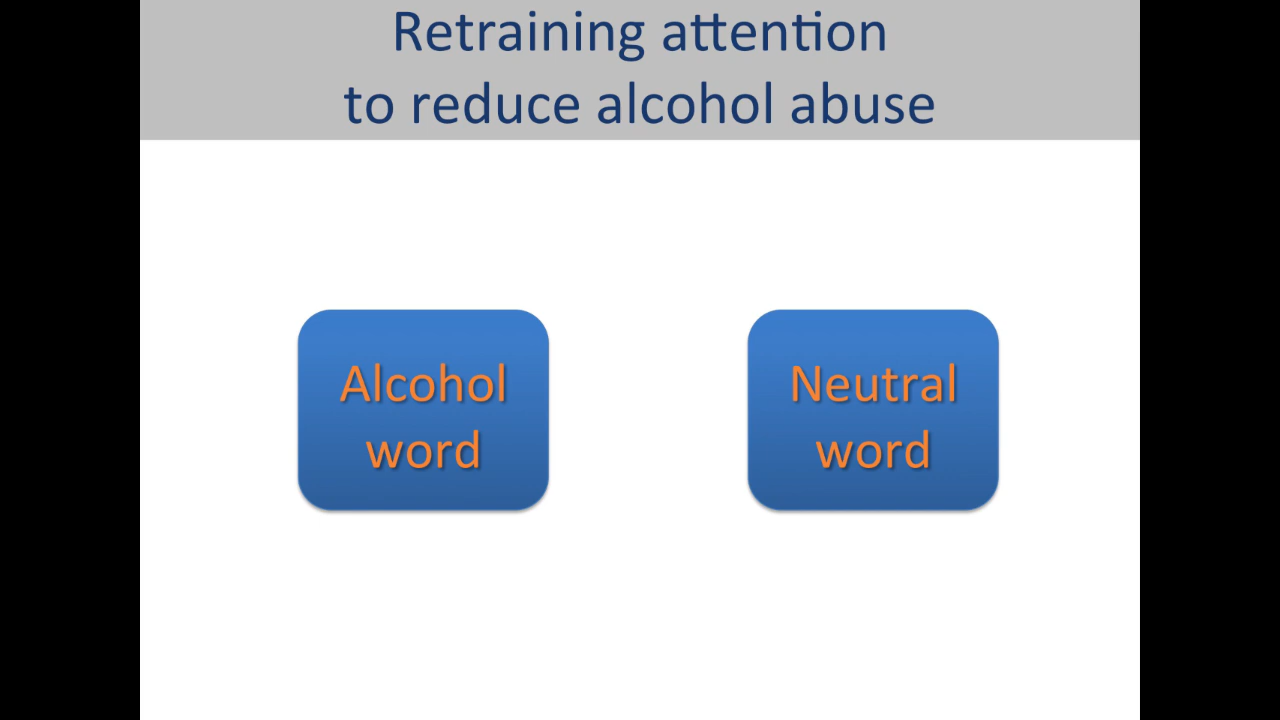 Retraining attention
to reduce alcohol abuse
Alcohol
word
Neutral
word